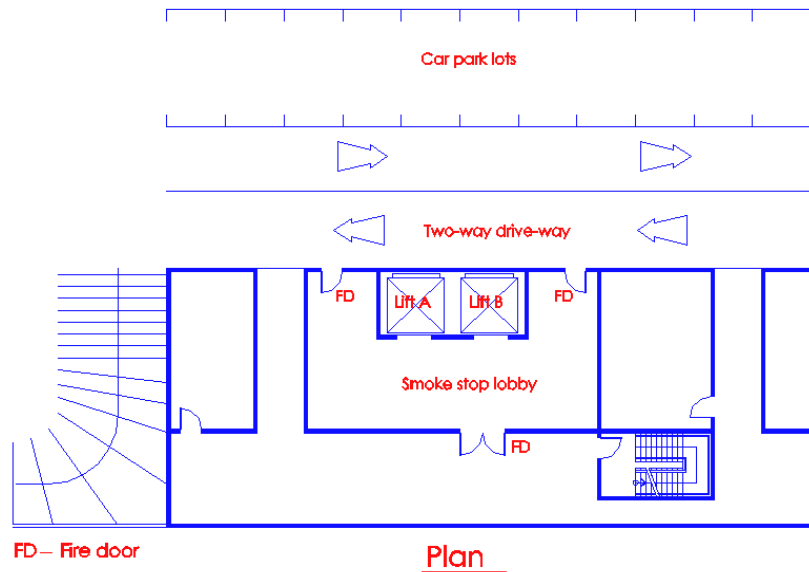 Car park lots
Two-way drive-way
FD
Lift A
Lift B
FD
Smoke stop lobby
FD
FD – Fire door
Plan